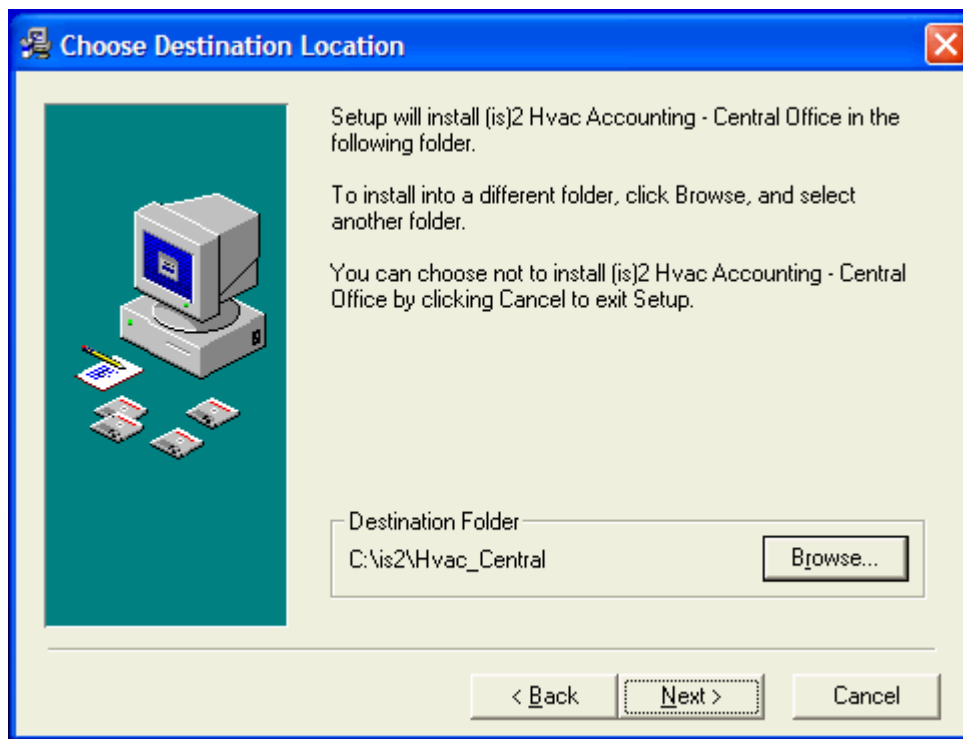 Choose Destination Location
Setup will install (is)2 Hvac Accounting - Central Office in the
following folder.
To install into a different folder, click Browse, and select
another folder.
You can choose not to install (is)2 Hvac Accounting - Central
Office by clicking Cancel to exit Setup.
Destination Folder
C:\is2\Hvac_Central
Browse...
< Back
Next >
Cancel